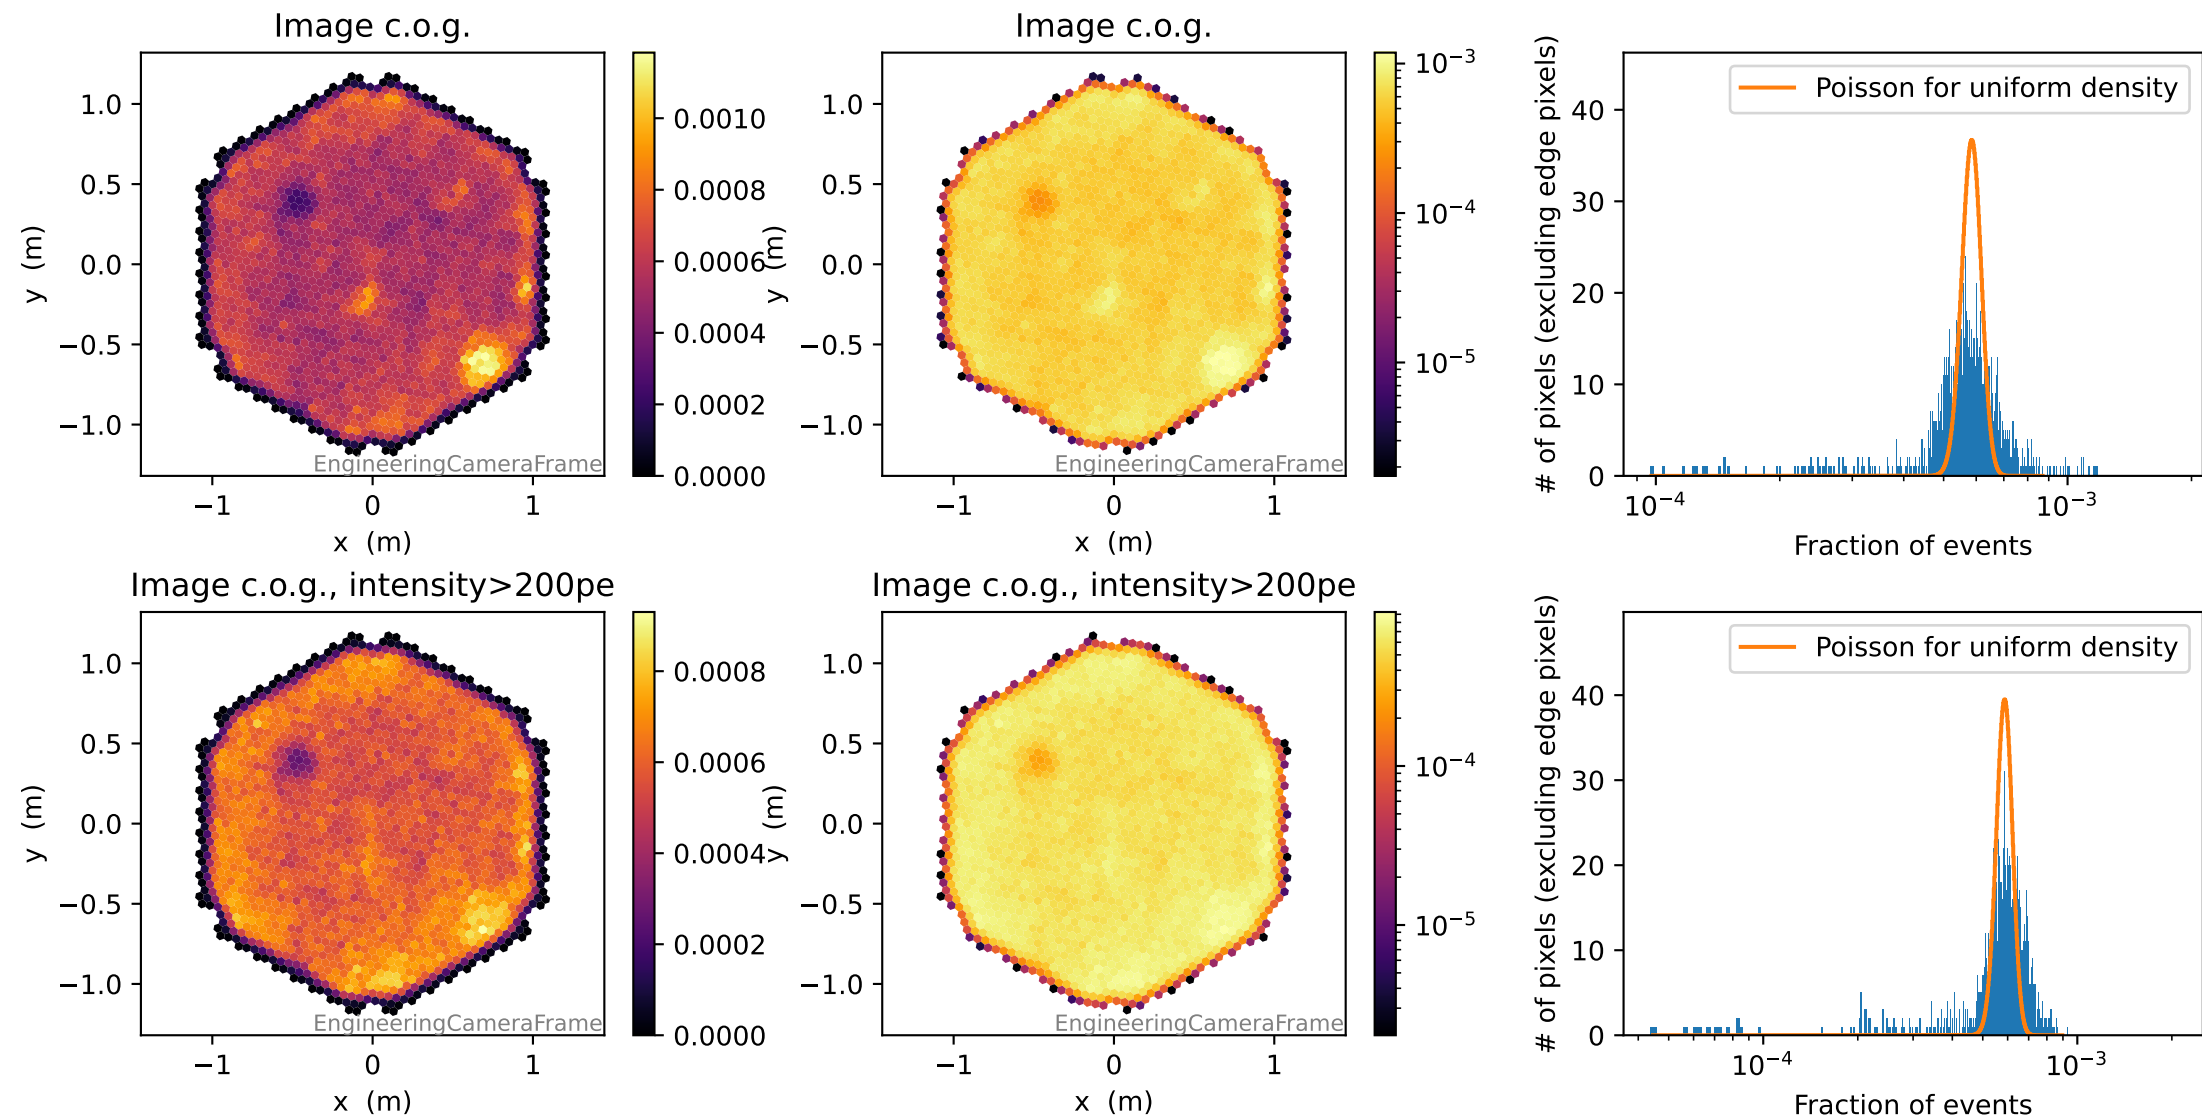 Image c.o.g.
1.0
0.5
0.0
−0.5
−1.0
y (m)
−1
0
1
x (m)
EngineeringCameraFrame
0.0010
0.0008
0.0006
0.0004
0.0002
0.0000
Image c.o.g.
1.0
0.5
0.0
−0.5
−1.0
y (m)
−1
0
1
x (m)
EngineeringCameraFrame
10⁻³
10⁻⁴
10⁻⁵
Poisson for uniform density
# of pixels (excluding edge pixels)
40
30
20
10
0
10⁻⁴
10⁻³
Fraction of events
Image c.o.g., intensity>200pe
1.0
0.5
0.0
−0.5
−1.0
y (m)
−1
0
1
x (m)
EngineeringCameraFrame
0.0008
0.0006
0.0004
0.0002
0.0000
Image c.o.g., intensity>200pe
1.0
0.5
0.0
−0.5
−1.0
y (m)
−1
0
1
x (m)
EngineeringCameraFrame
10⁻⁴
10⁻⁵
Poisson for uniform density
# of pixels (excluding edge pixels)
40
30
20
10
0
10⁻⁴
10⁻³
Fraction of events